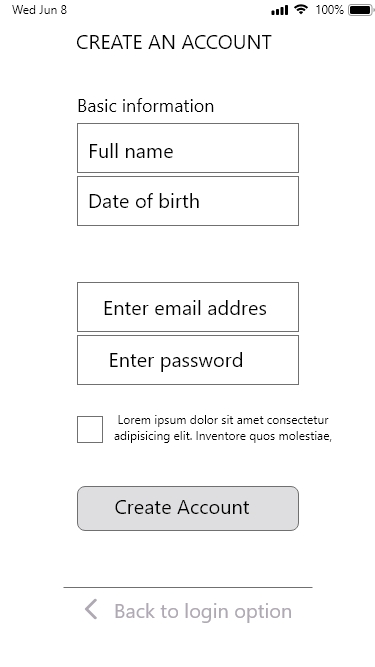 Wed Jun 8 100%
CREATE AN ACCOUNT
Basic information
Full name
Date of birth
Enter email addres
Enter password
Lorem ipsum dolor sit amet consectetur
adipisicing elit. Inventore quos molestiae,
Create Account
Back to login option